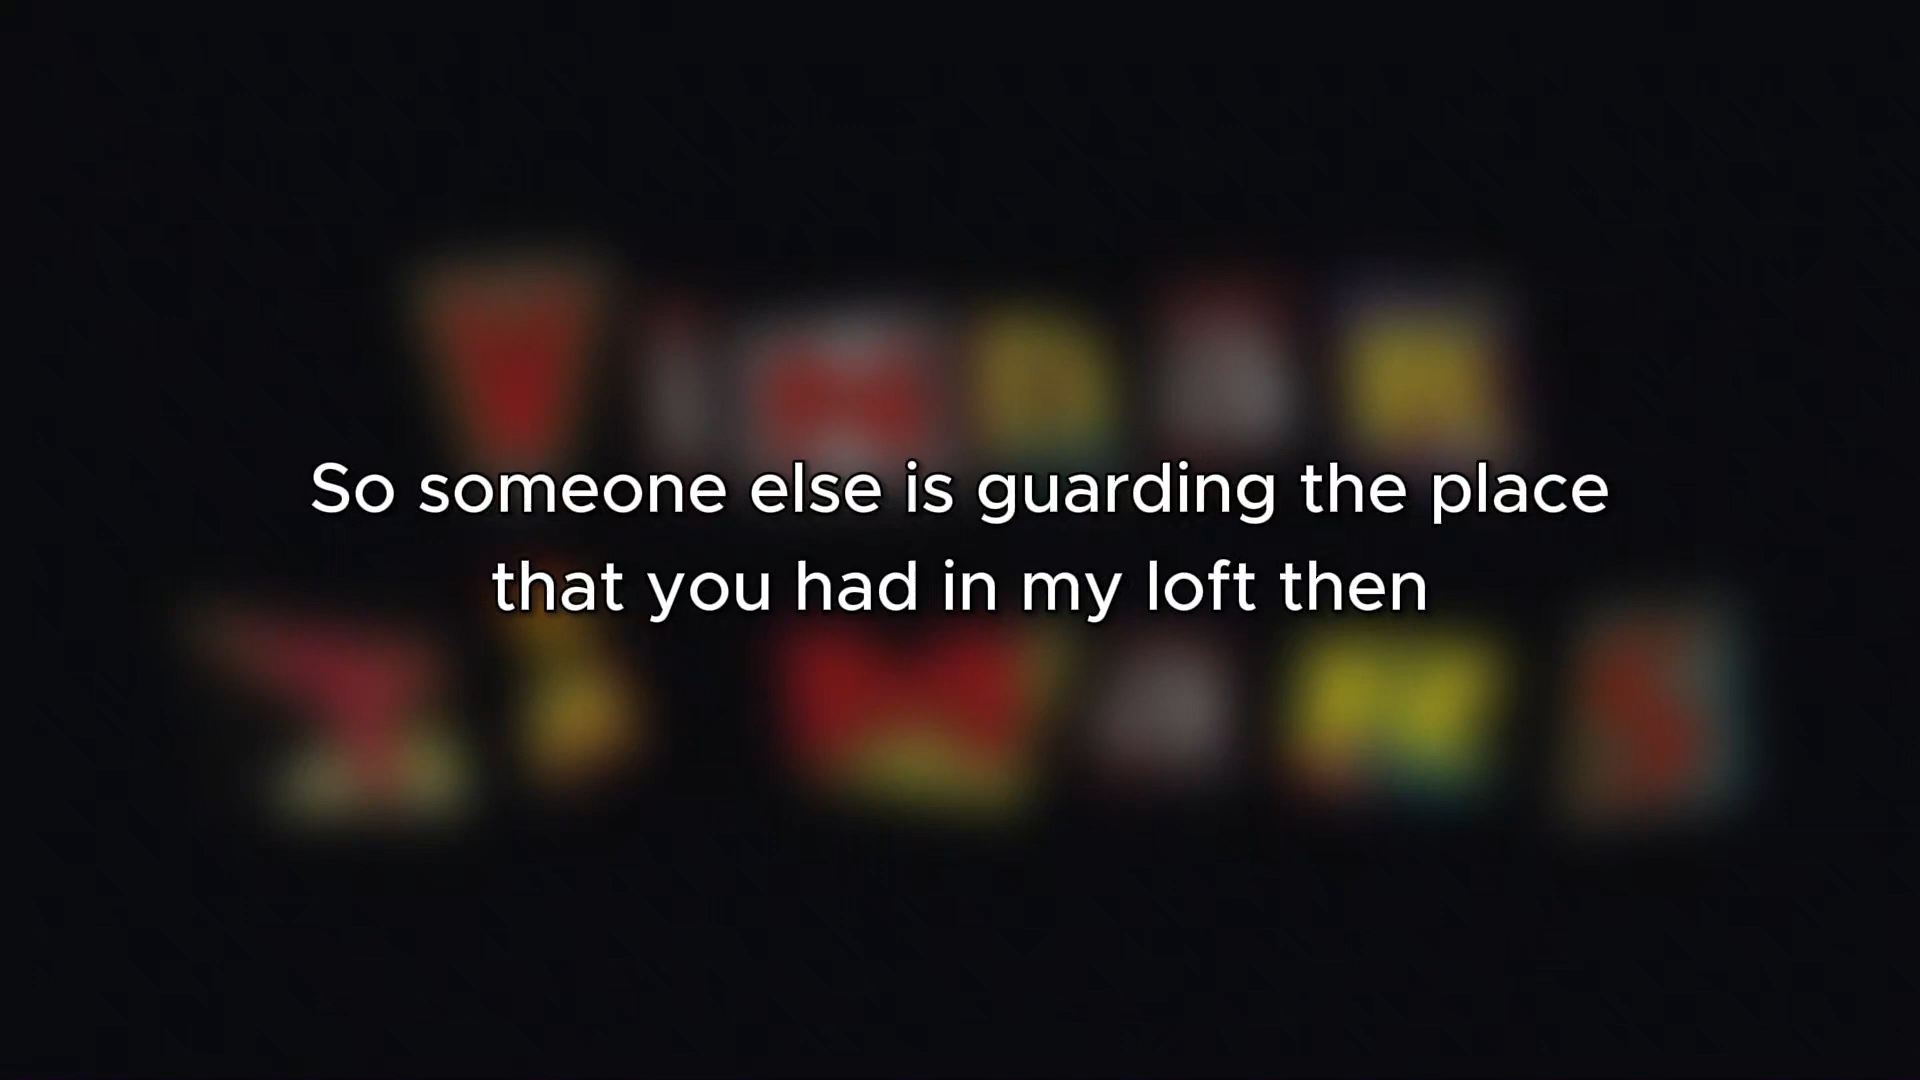 So someone else is guarding the place
that you had in my loft then